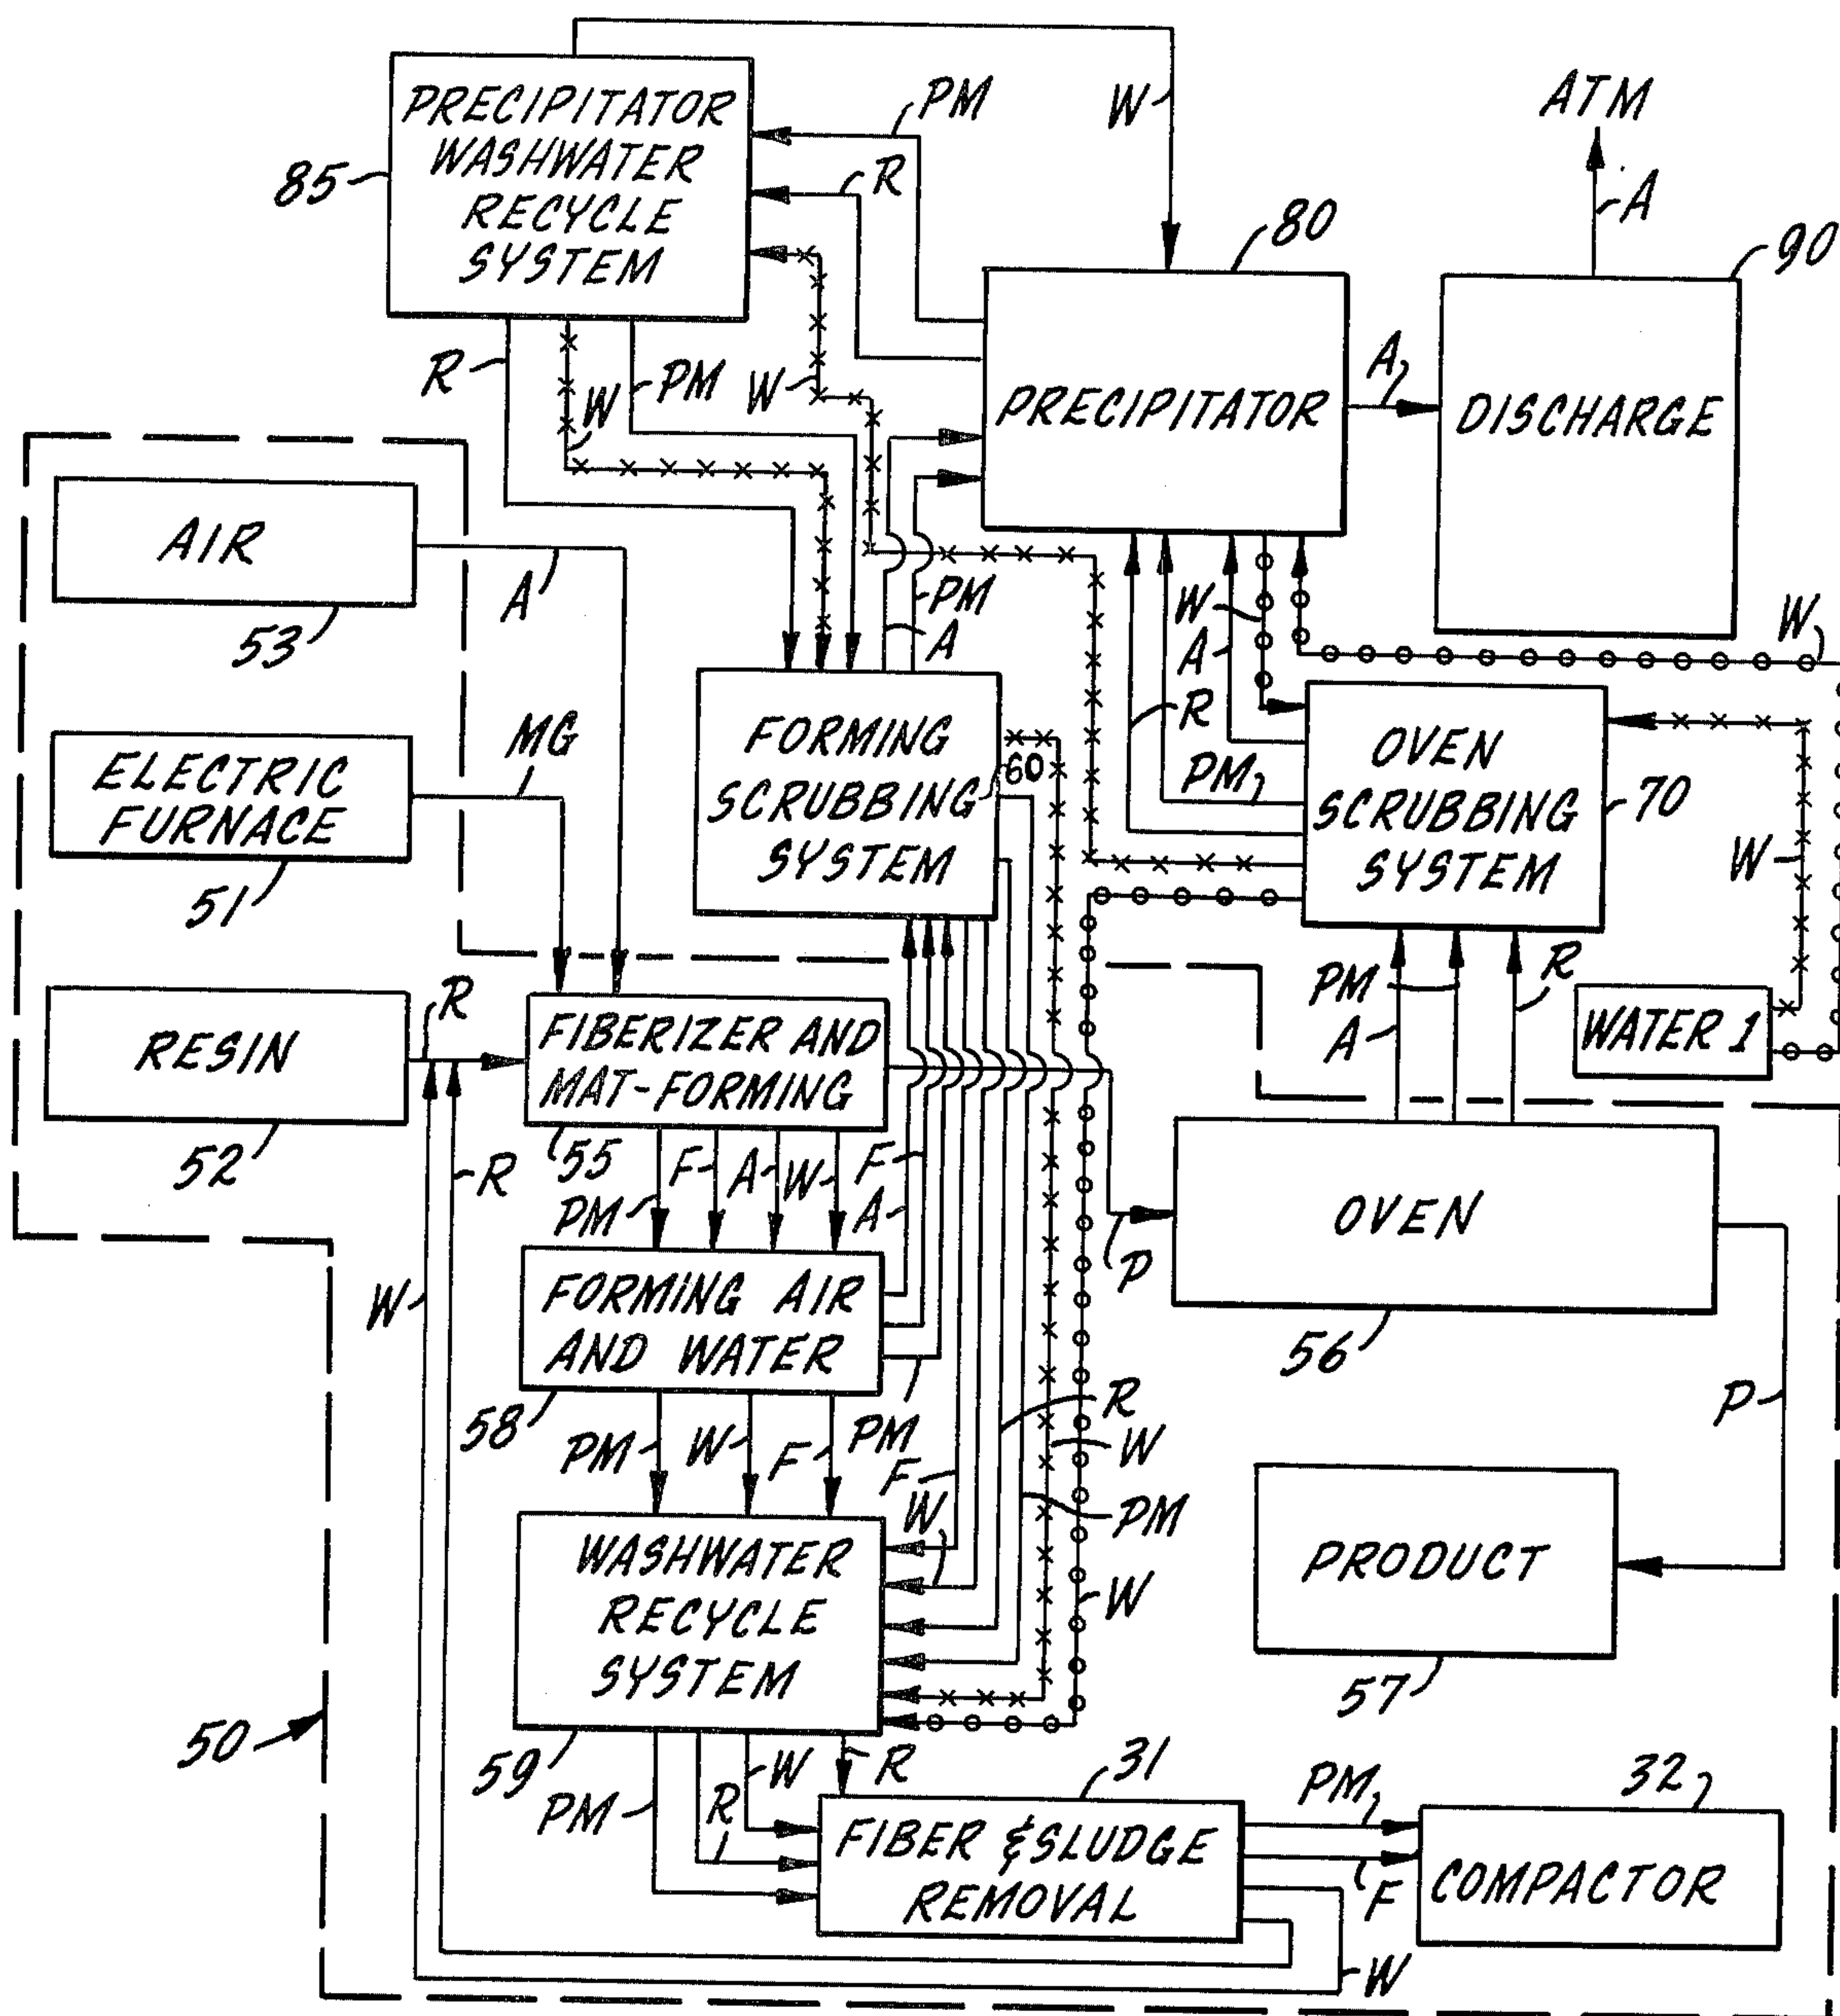 PRECIPITATOR
WASHWATER
RECYCLE
SYSTEM
85
PM
R
W
ATM
A
80
90
R
W
PM
W
PRECIPITATOR
A
DISCHARGE
AIR
A
53
PM
A
W
A
W
ELECTRIC
FURNACE
MG
51
FORMING
SCRUBBING
SYSTEM
60
R
PM
OVEN
SCRUBBING
SYSTEM
70
W
RESIN
R
52
R
FIBERIZER AND
MAT-FORMING
55
PM
A
R
WATER 1
PM
F
A
W
F
A
P
OVEN
56
W
FORMING AIR
AND WATER
58
PM
W
F
PM
F
W
R
W
PM
W
P
PRODUCT
57
WASHWATER
RECYCLE
SYSTEM
59
50
PM
R
W
R
31
FIBER & SLUDGE
REMOVAL
PM
F
32
COMPACTOR
W